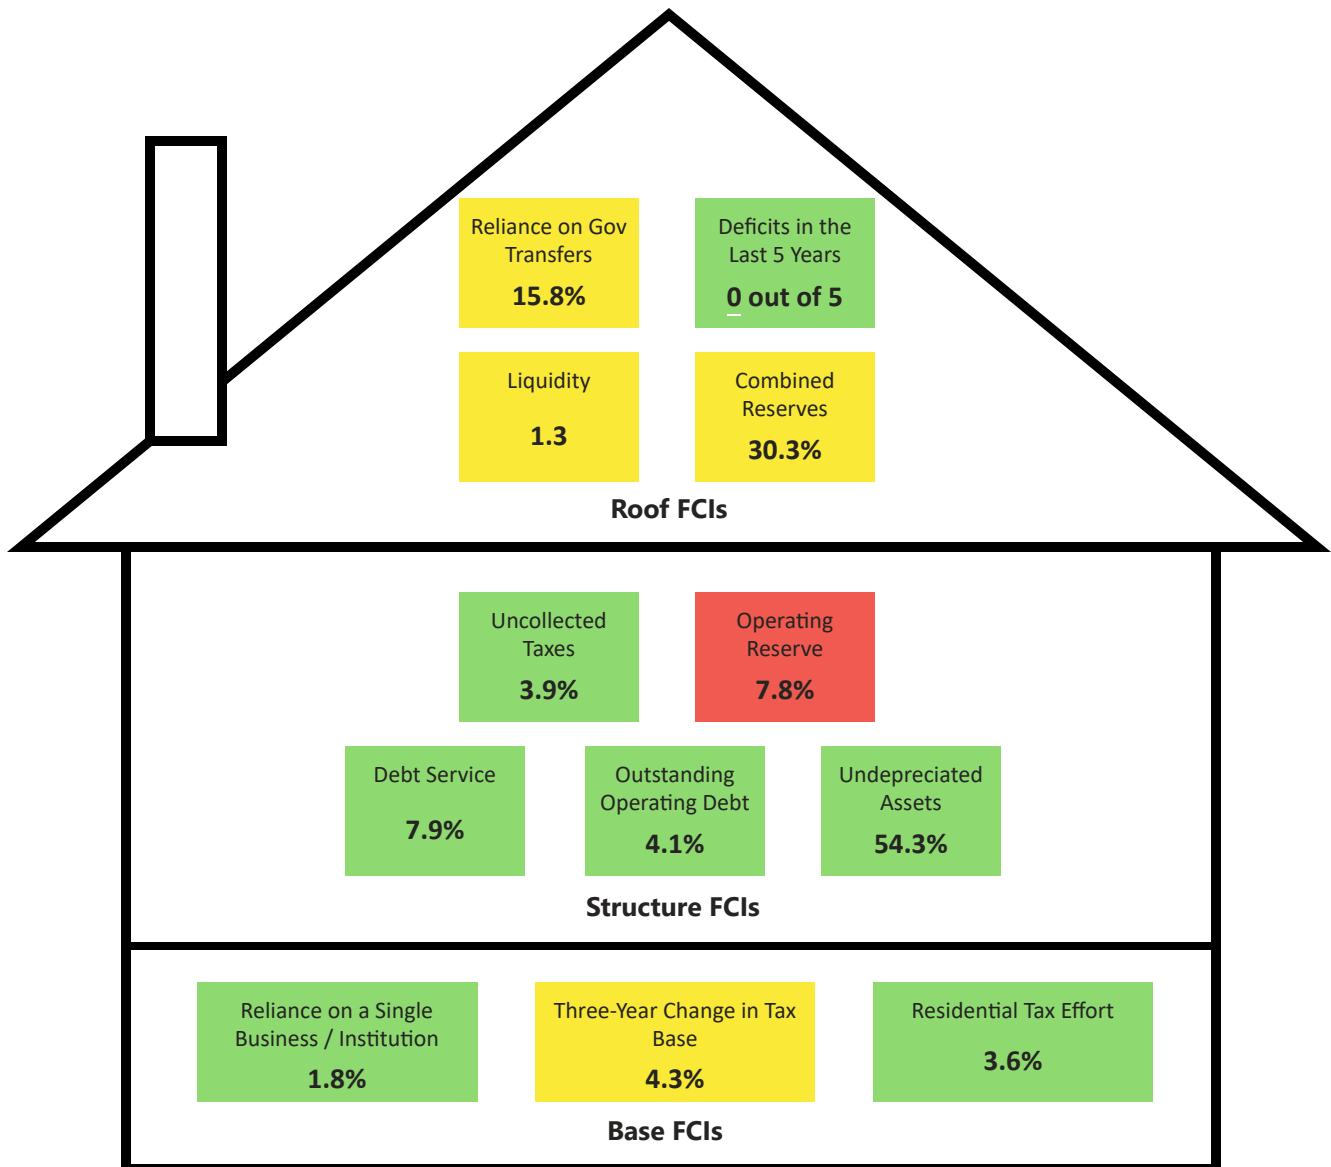 Reliance on Gov
Transfers
15.8%
Deficits in the
Last 5 Years
0 out of 5
Liquidity
1.3
Combined
Reserves
30.3%
Roof FCIs
Uncollected
Taxes
3.9%
Operating
Reserve
7.8%
Debt Service
7.9%
Outstanding
Operating Debt
4.1%
Undepreciated
Assets
54.3%
Structure FCIs
Reliance on a Single
Business / Institution
1.8%
Three-Year Change in Tax
Base
4.3%
Residential Tax Effort
3.6%
Base FCIs